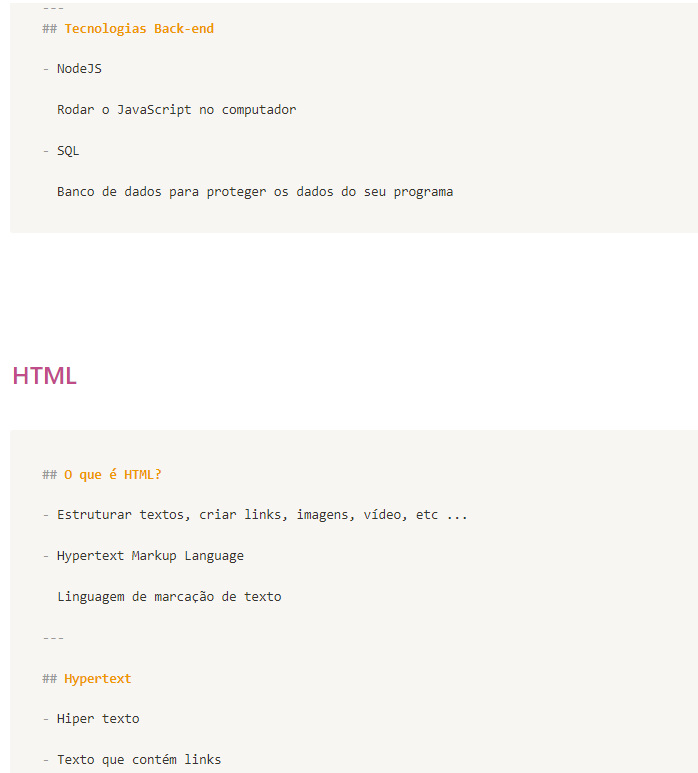 ---
## Tecnologias Back-end
- NodeJS
Rodar o JavaScript no computador
- SQL
Banco de dados para proteger os dados do seu programa
HTML
## O que é HTML?
- Estruturar textos, criar links, imagens, vídeo, etc ...
- Hypertext Markup Language
Linguagem de marcação de texto
---
## Hypertext
- Hiper texto
- Texto que contém links